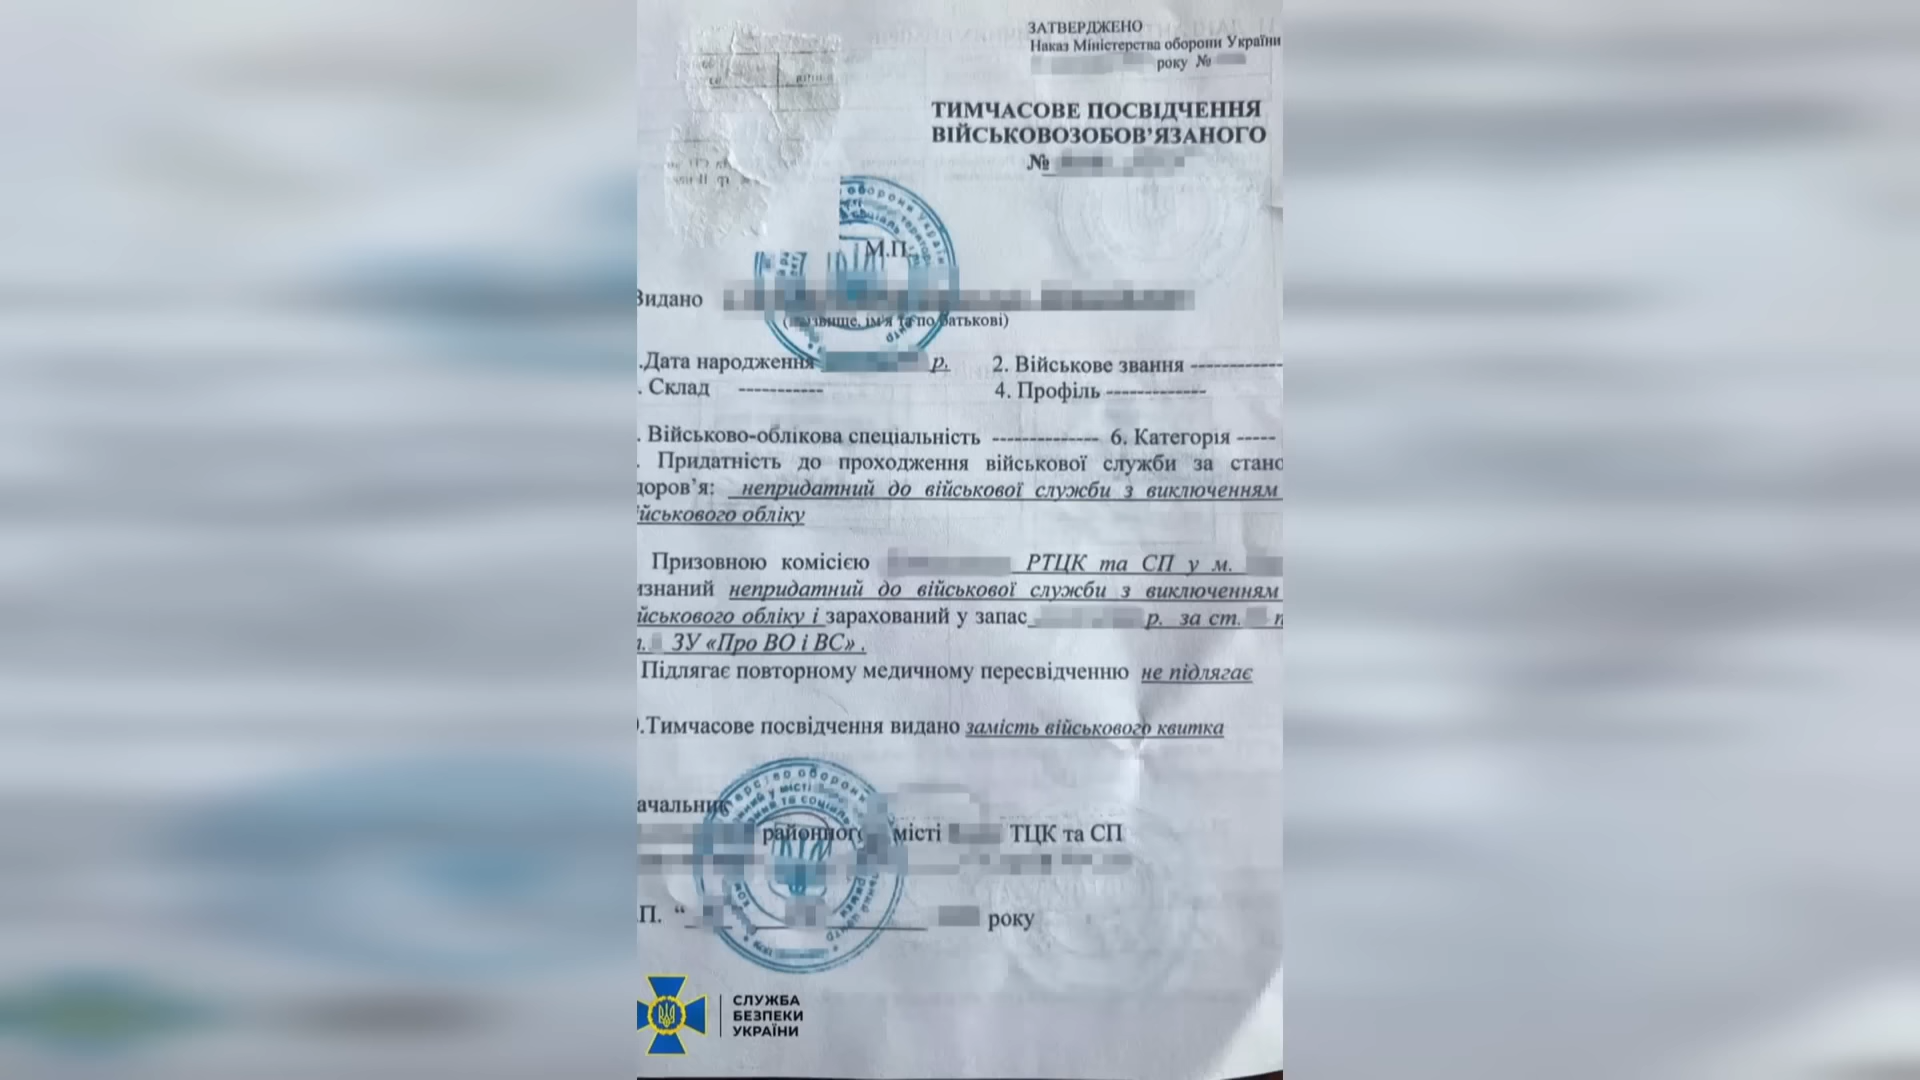 ЗАТВЕРДЖЕНО
Наказ Міністерства оборони України
року №
ТИМЧАСОВЕ ПОСВІДЧЕННЯ
ВІЙСЬКОВОЗОБОВ’ЯЗАНОГО
№
М.П.
Видано
(прізвище, ім'я та по батькові)
.Дата народження р. 2. Військове звання ------------
. Склад ----------- 4. Профіль -------------
. Військово-облікова спеціальність -------------- 6. Категорія -----
. Придатність до проходження військової служби за стано
доров’я: непридатний до військової служби з виключенням
ійськового обліку
Призовною комісією РТЦК та СП у м.
изнаний непридатний до військової служби з виключенням
ійськового обліку і зарахований у запас р. за ст. п
ЗУ «Про ВО і ВС» .
Підлягає повторному медичному пересвідченню не підлягає
.Тимчасове посвідчення видано замість військового квитка
ачальник
районного місті ТЦК та СП
.П. “ року
СЛУЖБА
БЕЗПЕКИ
УКРАЇНИ